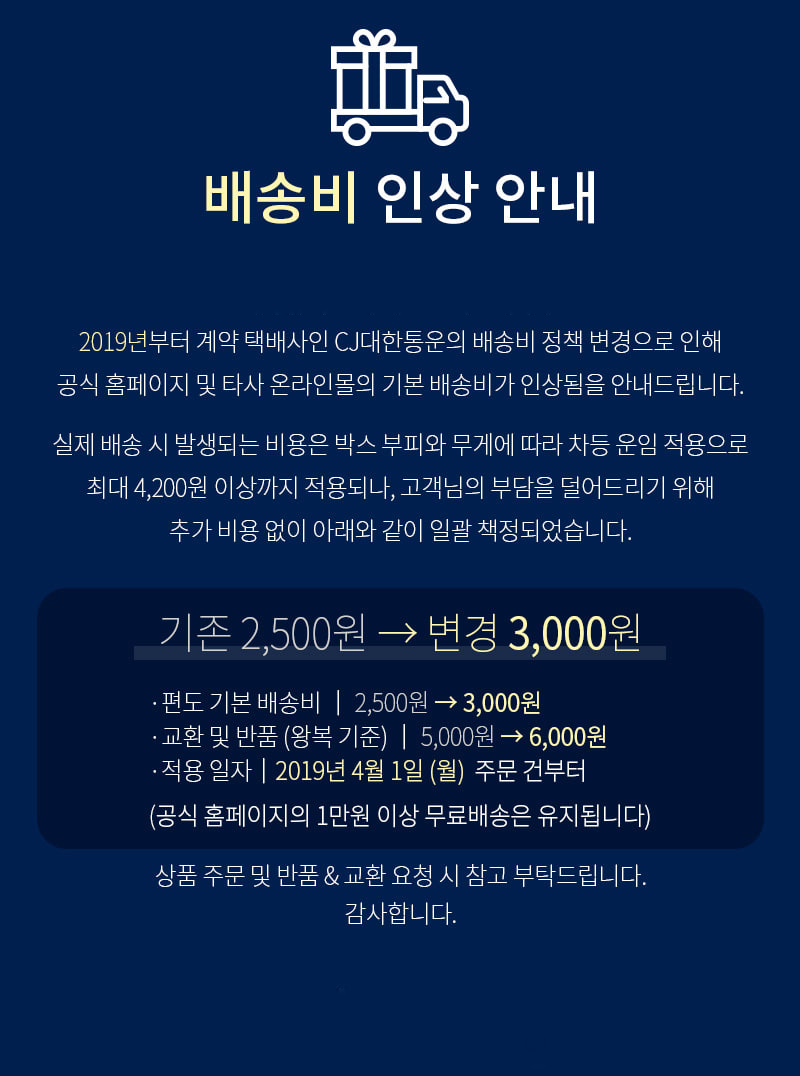 배송비 인상 안내
2019년부터 계약 택배사인 CJ대한통운의 배송비 정책 변경으로 인해
공식 홈페이지 및 타사 온라인몰의 기본 배송비가 인상됨을 안내드립니다.
실제 배송 시 발생되는 비용은 박스 부피와 무게에 따라 차등 운임 적용으로
최대 4,200원 이상까지 적용되나, 고객님의 부담을 덜어드리기 위해
추가 비용 없이 아래와 같이 일괄 책정되었습니다.
기존 2,500원 → 변경 3,000원
· 편도 기본 배송비 | 2,500원 → 3,000원
· 교환 및 반품 (왕복 기준) | 5,000원 → 6,000원
· 적용 일자 | 2019년 4월 1일 (월) 주문 건부터
(공식 홈페이지의 1만원 이상 무료배송은 유지됩니다)
상품 주문 및 반품 & 교환 요청 시 참고 부탁드립니다.
감사합니다.